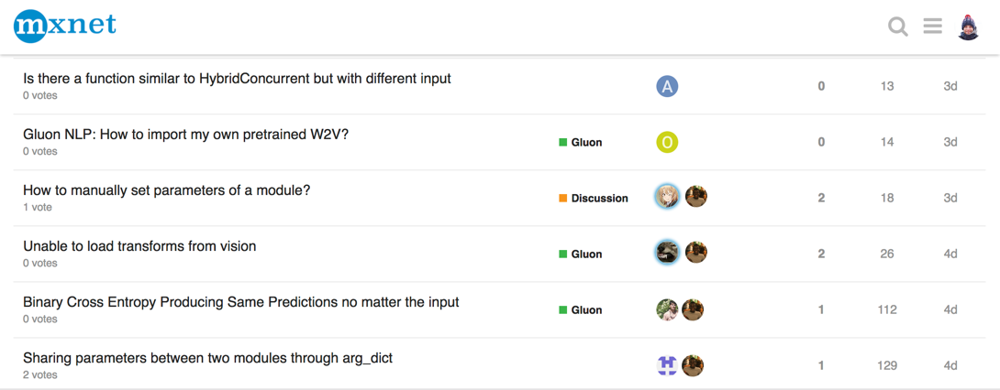 mxnet
Is there a function similar to HybridConcurrent but with different input
0 votes
A
0
13
3d
Gluon NLP: How to import my own pretrained W2V?
0 votes
Gluon
O
0
14
3d
How to manually set parameters of a module?
1 vote
Discussion
2
18
3d
Unable to load transforms from vision
0 votes
Gluon
2
26
4d
Binary Cross Entropy Producing Same Predictions no matter the input
0 votes
Gluon
1
112
4d
Sharing parameters between two modules through arg_dict
2 votes
1
129
4d